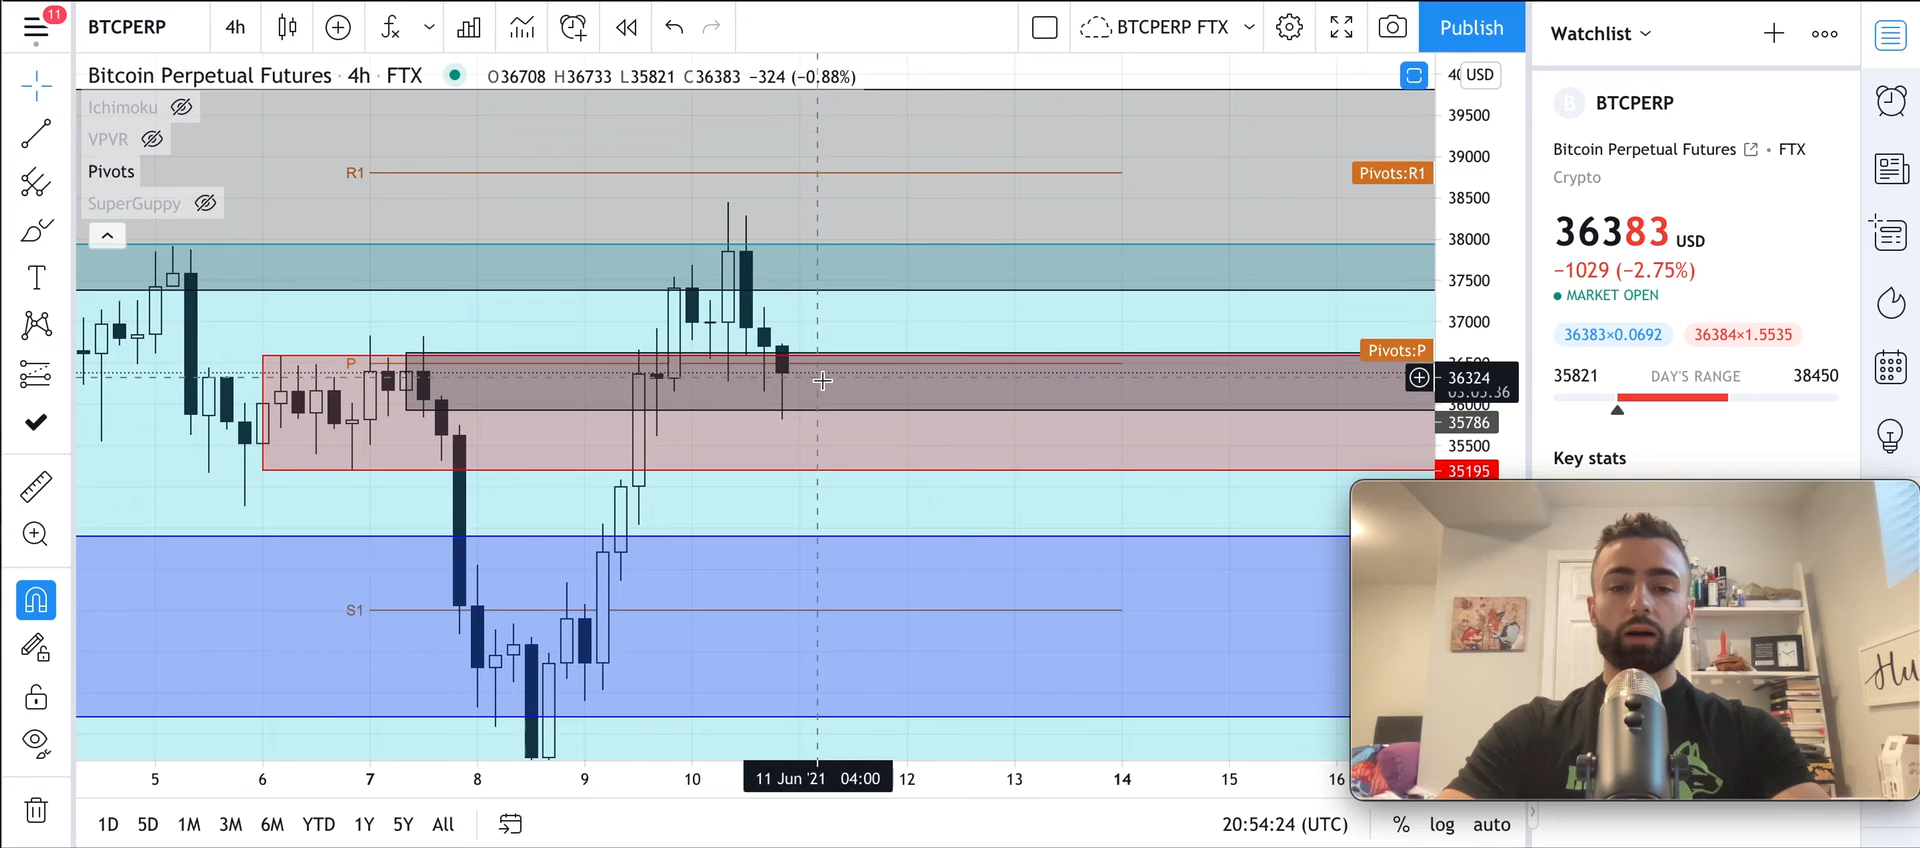 11
BTCPERP
4h
BTCPERP FTX
Publish
Watchlist
Bitcoin Perpetual Futures · 4h · FTX
O36708 H36733 L35821 C36383 −324 (−0.88%)
USD
Ichimoku
VPVR
Pivots
SuperGuppy
R1
P
S1
Pivots:R1
Pivots:P
39500
39000
38500
38000
37500
37000
36500
36324
03:05:36
36000
35786
35500
35195
B
BTCPERP
Bitcoin Perpetual Futures • FTX
Crypto
36383 USD
−1029 (−2.75%)
MARKET OPEN
36383×0.0692
36384×1.5535
35821 DAY'S RANGE 38450
Key stats
5 6 7 8 9 10 11 Jun '21 04:00 12 13 14 15 16
1D 5D 1M 3M 6M YTD 1Y 5Y All
20:54:24 (UTC)
% log auto